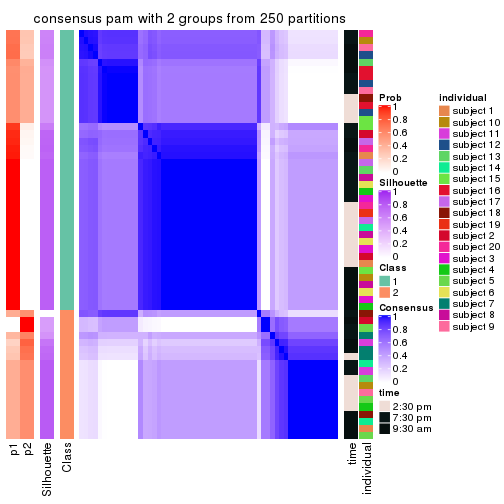 consensus pam with 2 groups from 250 partitions
Prob
1
0.8
0.6
0.4
0.2
0
Silhouette
1
0.8
0.6
0.4
0.2
0
Class
1
2
Consensus
1
0.8
0.6
0.4
0.2
0
time
2:30 pm
7:30 pm
9:30 am
individual
subject 1
subject 10
subject 11
subject 12
subject 13
subject 14
subject 15
subject 16
subject 17
subject 18
subject 19
subject 2
subject 20
subject 3
subject 4
subject 5
subject 6
subject 7
subject 8
subject 9
p1
p2
Silhouette
Class
time
individual